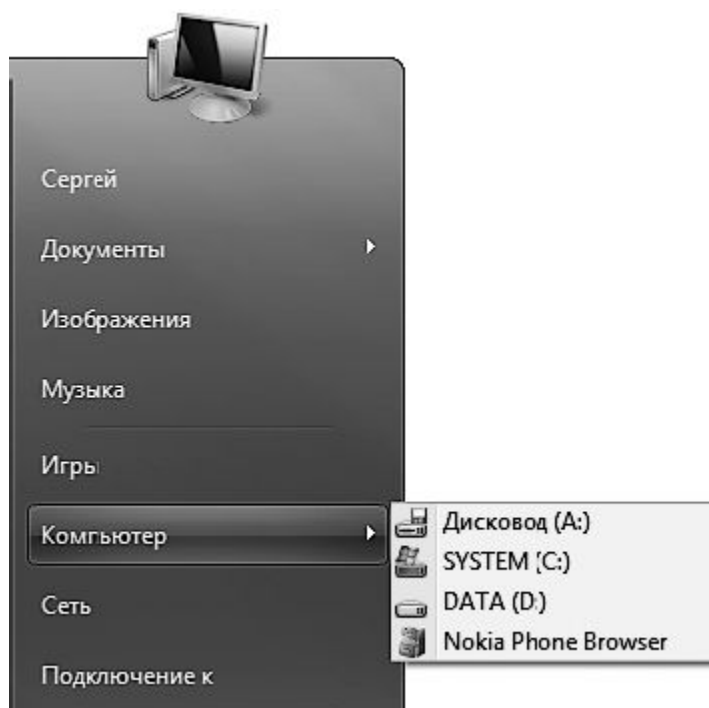 Сергей
Документы
Изображения
Музыка
Игры
Компьютер
Дисковод (A:)
SYSTEM (C:)
DATA (D:)
Nokia Phone Browser
Сеть
Подключение к